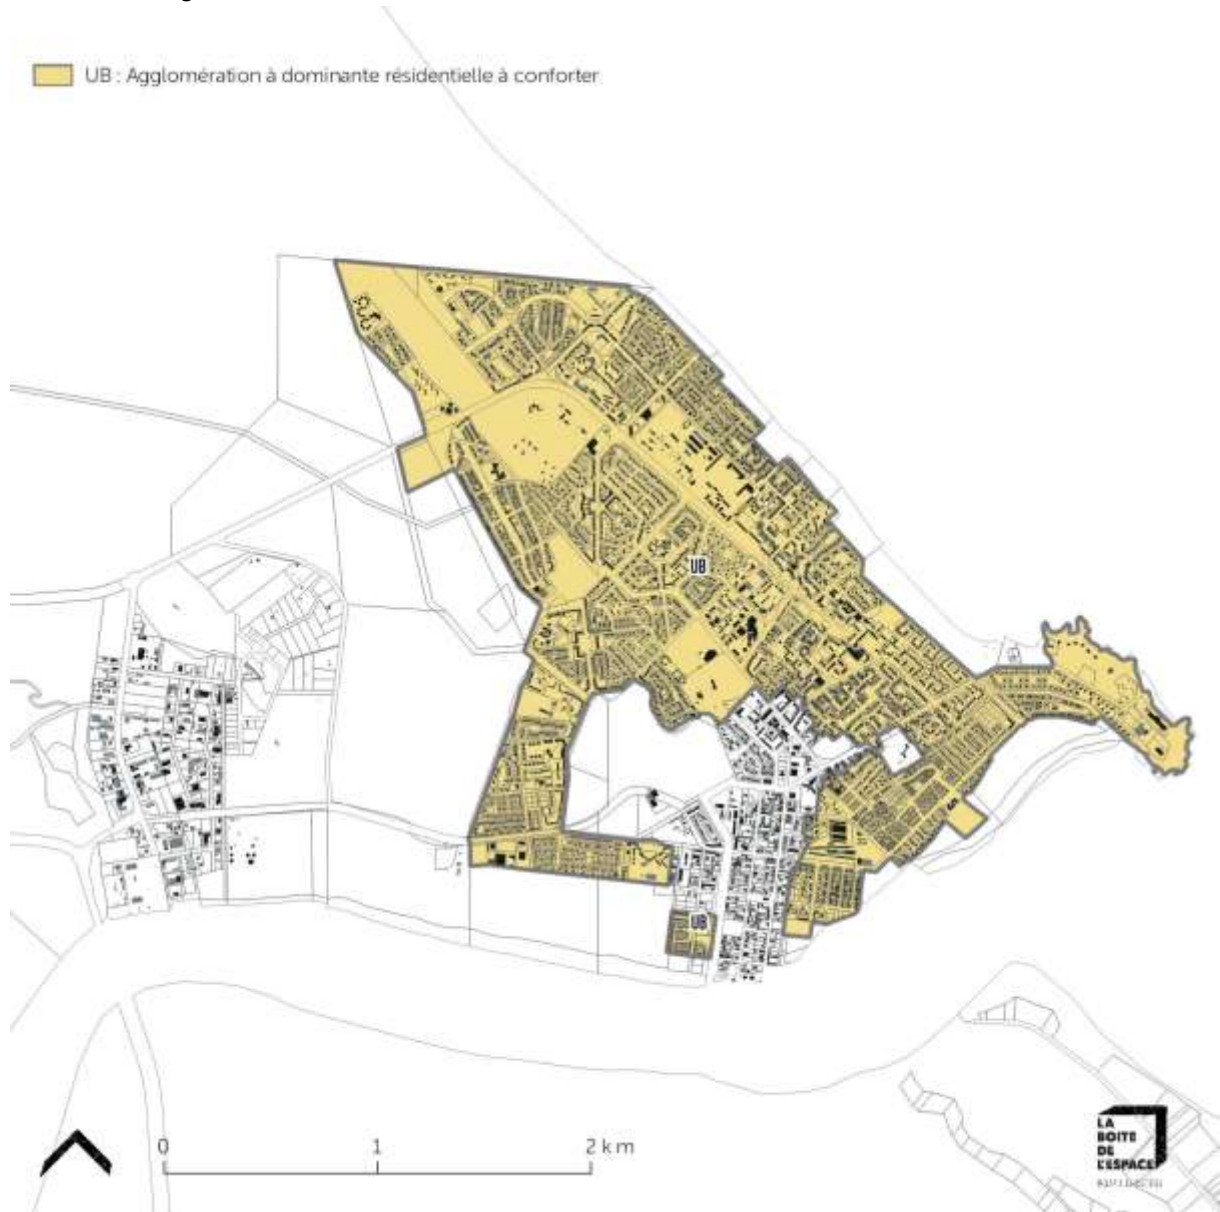 UB : Agglomération à dominante résidentielle à conforter
UB
UB
0 1 2 km
LA
BOITE
DE
L'ESPACE